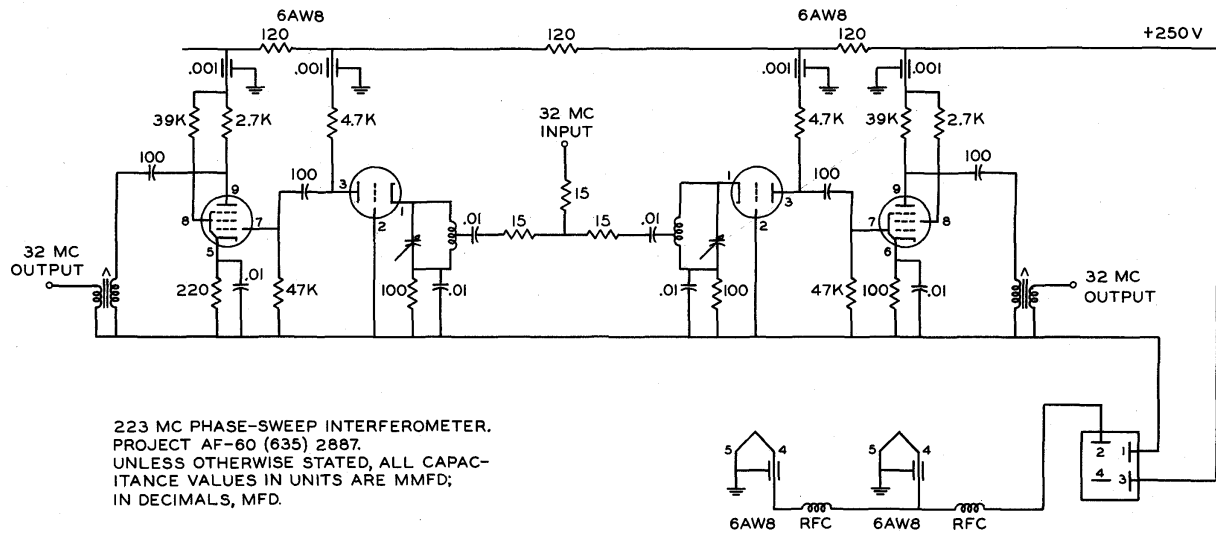 6AW8 6AW8
120 120 120 +250 V
.001 .001 .001 .001
39K 2.7K 4.7K 32 MC INPUT 4.7K 39K 2.7K
100 100 15 100 100
9 3 1 1 3 9
8 7 2 .01 15 15 .01 2 7 8
5 6
32 MC OUTPUT .01 32 MC OUTPUT
220 47K 100 .01 .01 100 47K 100 .01
223 MC PHASE-SWEEP INTERFEROMETER.
PROJECT AF-60 (635) 2887.
UNLESS OTHERWISE STATED, ALL CAPAC-
ITANCE VALUES IN UNITS ARE MMFD;
IN DECIMALS, MFD.
5 4 5 4 2 1
4 3
6AW8 RFC 6AW8 RFC